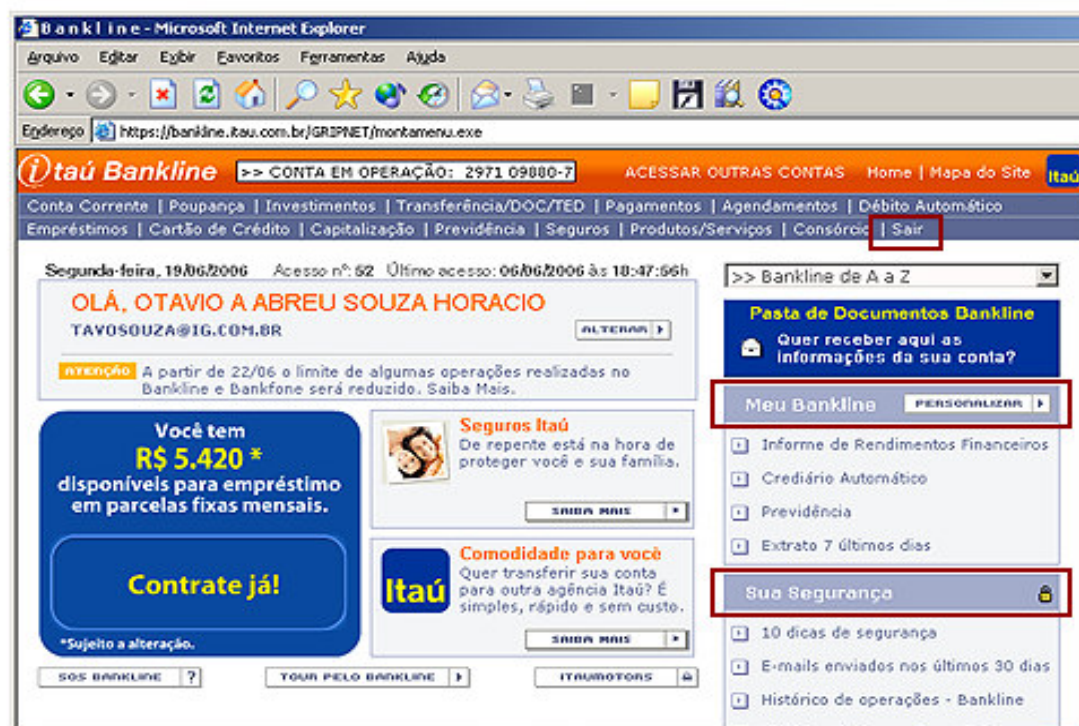 Bankline - Microsoft Internet Explorer
Arquivo Editar Exibir Favoritos Ferramentas Ajuda
Endereço https://bankline.itau.com.br/GRIPNET/montamenu.exe
itaú Bankline >> CONTA EM OPERAÇÃO: 2971 09880-7 ACESSAR OUTRAS CONTAS Home | Mapa do Site Itaú
Conta Corrente | Poupança | Investimentos | Transferência/DOC/TED | Pagamentos | Agendamentos | Débito Automático
Empréstimos | Cartão de Crédito | Capitalização | Previdência | Seguros | Produtos/Serviços | Consórcio | Sair
Segunda-feira, 19/06/2006 Acesso nº: 52 Último acesso: 06/06/2006 às 18:47:56h
>> Bankline de A a Z
OLÁ, OTAVIO A ABREU SOUZA HORACIO
TAVOSOUZA@IG.COM.BR ALTERAR
ATENÇÃO A partir de 22/06 o limite de algumas operações realizadas no
Bankline e Bankfone será reduzido. Saiba Mais.
Pasta de Documentos Bankline
Quer receber aqui as
informações da sua conta?
Você tem
R$ 5.420 *
disponíveis para empréstimo
em parcelas fixas mensais.
Contrate já!
*Sujeito a alteração.
Seguros Itaú
De repente está na hora de
proteger você e sua família.
SAIBA MAIS
Itaú
Comodidade para você
Quer transferir sua conta
para outra agência Itaú? É
simples, rápido e sem custo.
SAIBA MAIS
Meu Bankline PERSONALIZAR
Informe de Rendimentos Financeiros
Crediário Automático
Previdência
Extrato 7 últimos dias
Sua Segurança
10 dicas de segurança
E-mails enviados nos últimos 30 dias
Histórico de operações - Bankline
SOS BANKLINE ? TOUR PELO BANKLINE ITAUMOTORS